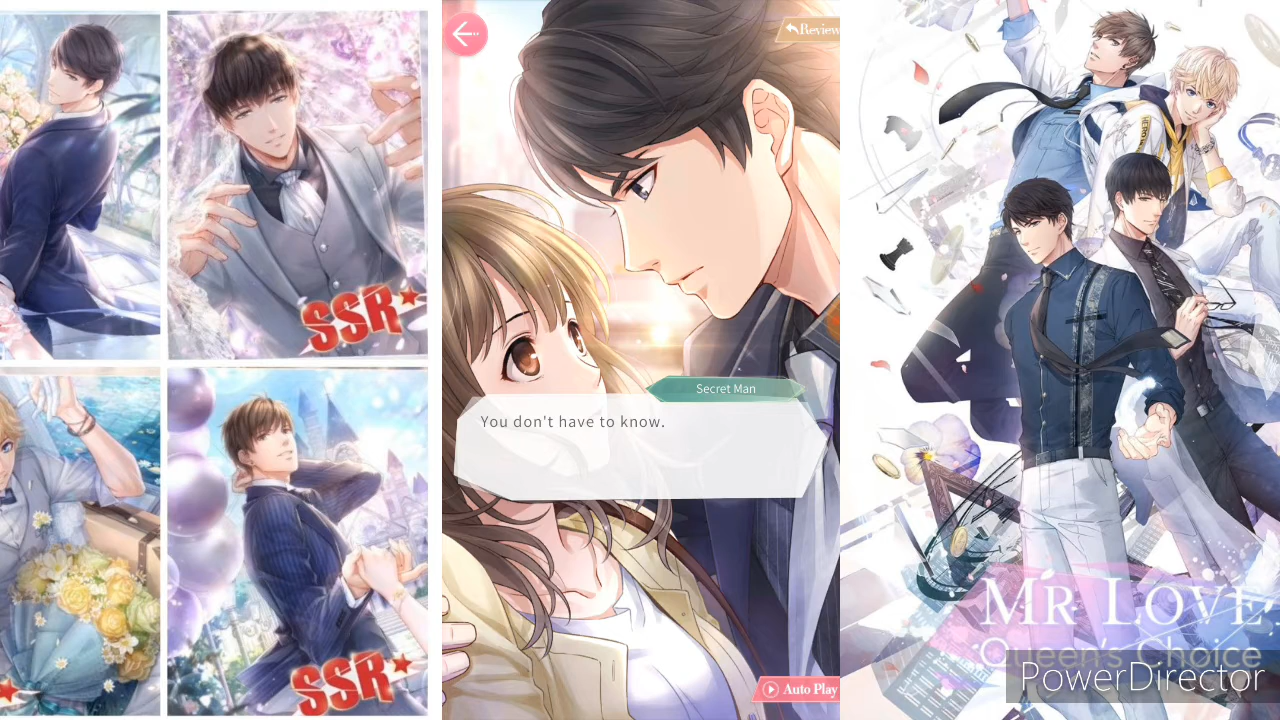 SSR
SSR
Review
Secret Man
You don't have to know.
Auto Play
MR LOVE
Queen's Choice
PowerDirector